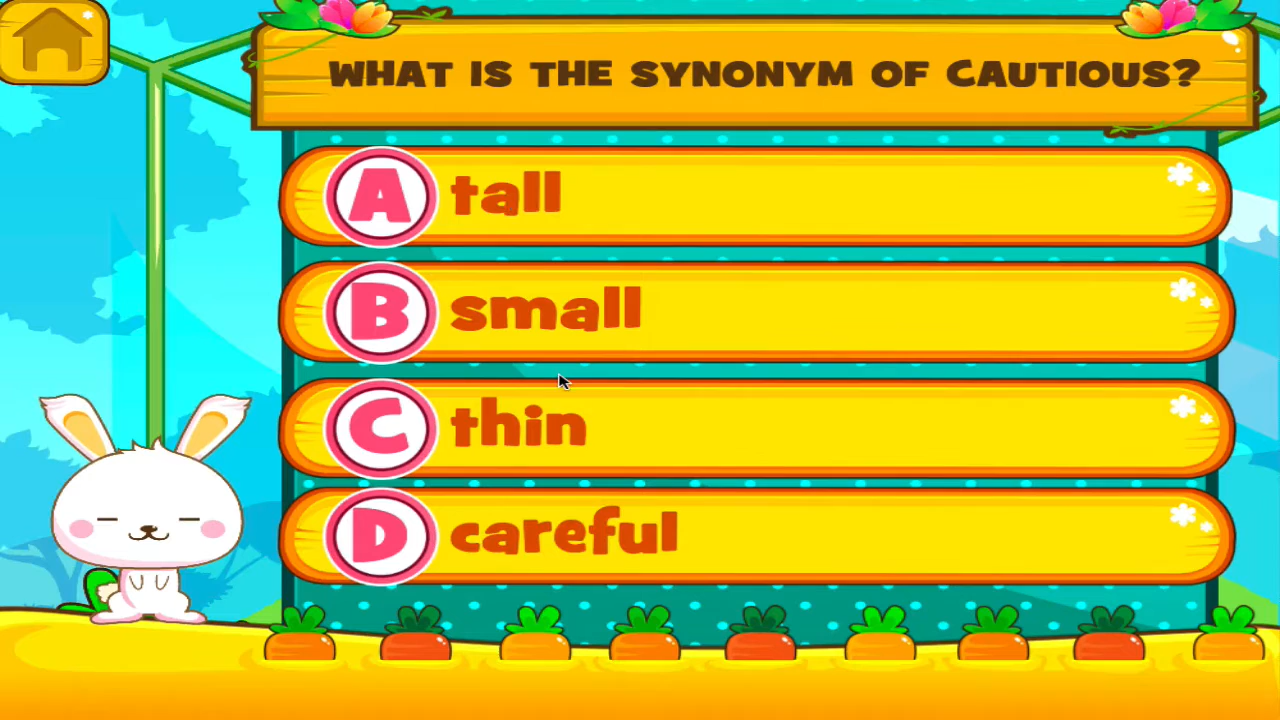 WHAT IS THE SYNONYM OF CAUTIOUS?
A tall
B small
C thin
D careful